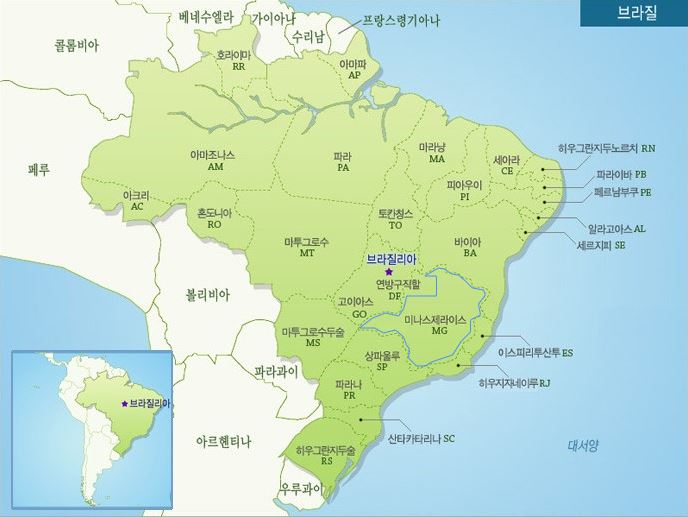 브라질
베네수엘라
가이아나
수리남
프랑스령기아나
콜롬비아
호라이마
RR
아마파
AP
페루
아마조나스
AM
파라
PA
마라냥
MA
세아라
CE
히우그란지두노르치 RN
파라이바 PB
페르남부쿠 PE
피아우이
PI
아크리
AC
혼도니아
RO
토칸칭스
TO
일라고아스 AL
세르지피 SE
마투그로수
MT
바이아
BA
브라질리아
연방구직할
DF
볼리비아
고이아스
GO
미나스제라이스
MG
마투그로수두술
MS
이스피리투산투 ES
상파울루
SP
파라과이
히우지자네이루 RJ
파라나
PR
브라질리아
아르헨티나
산타카타리나 SC
대서양
히우그란지두술
RS
우루과이